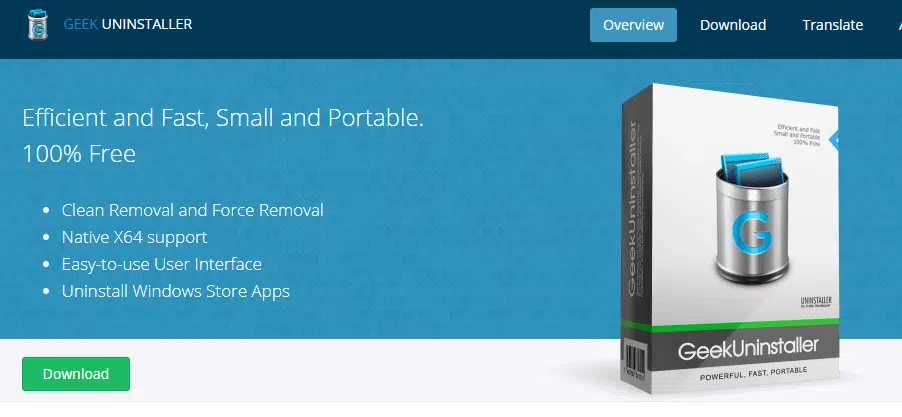 GEEK UNINSTALLER
Overview
Download
Translate
Efficient and Fast, Small and Portable.
100% Free
Clean Removal and Force Removal
Native X64 support
Easy-to-use User Interface
Uninstall Windows Store Apps
Download
Efficient and Fast
Small and Portable
100% Free
GeekUninstaller
G
UNINSTALLER
GeekUninstaller
POWERFUL, FAST, PORTABLE